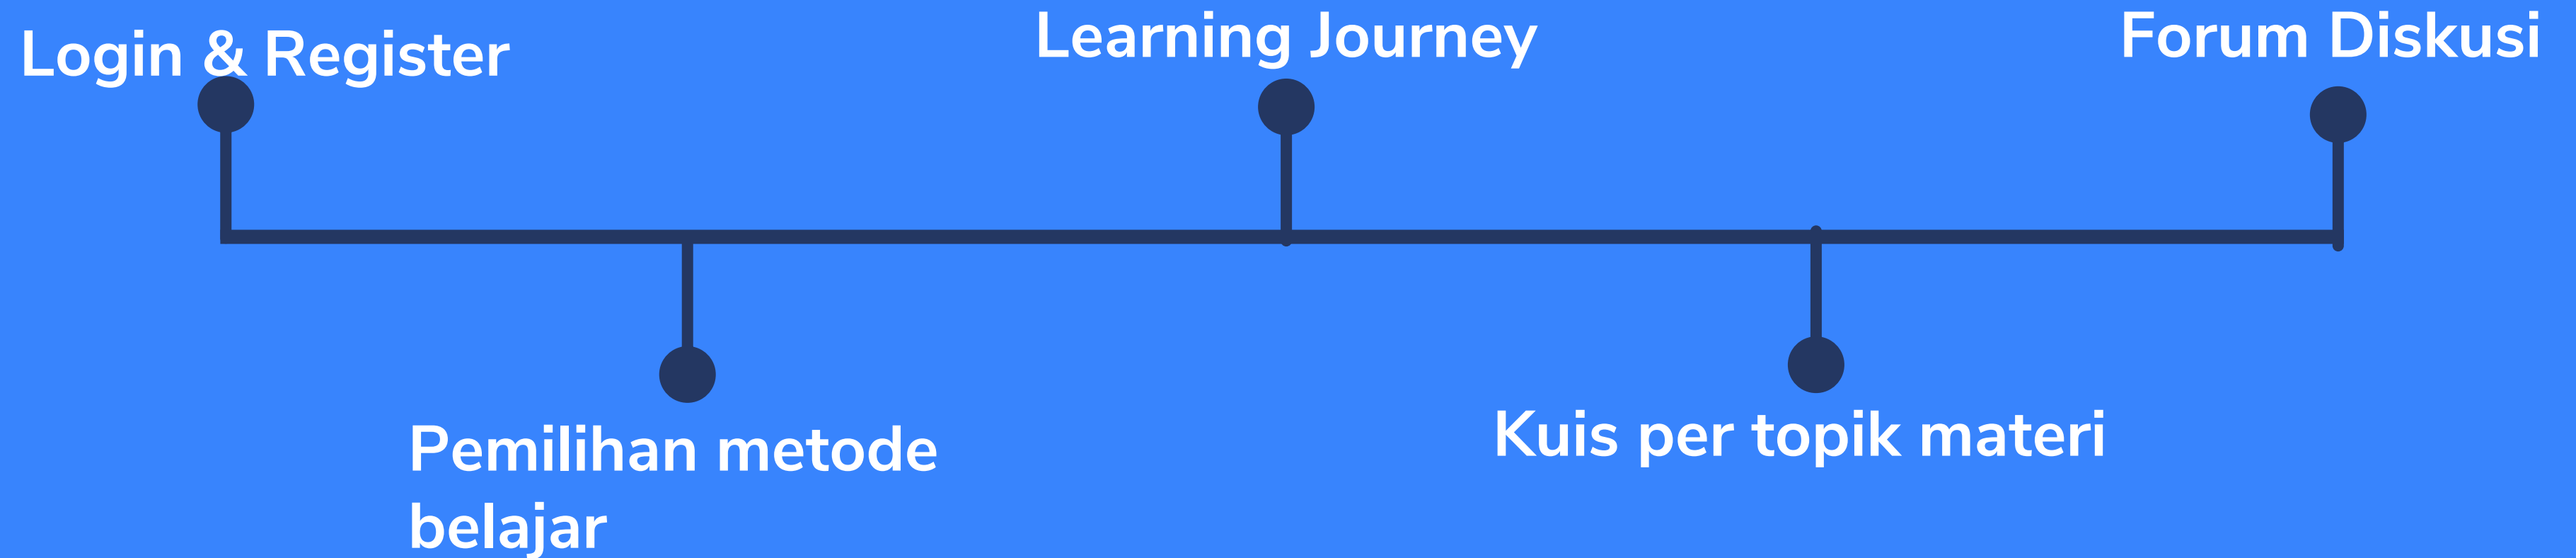 Login & Register
Pemilihan metode
belajar
Learning Journey
Kuis per topik materi
Forum Diskusi